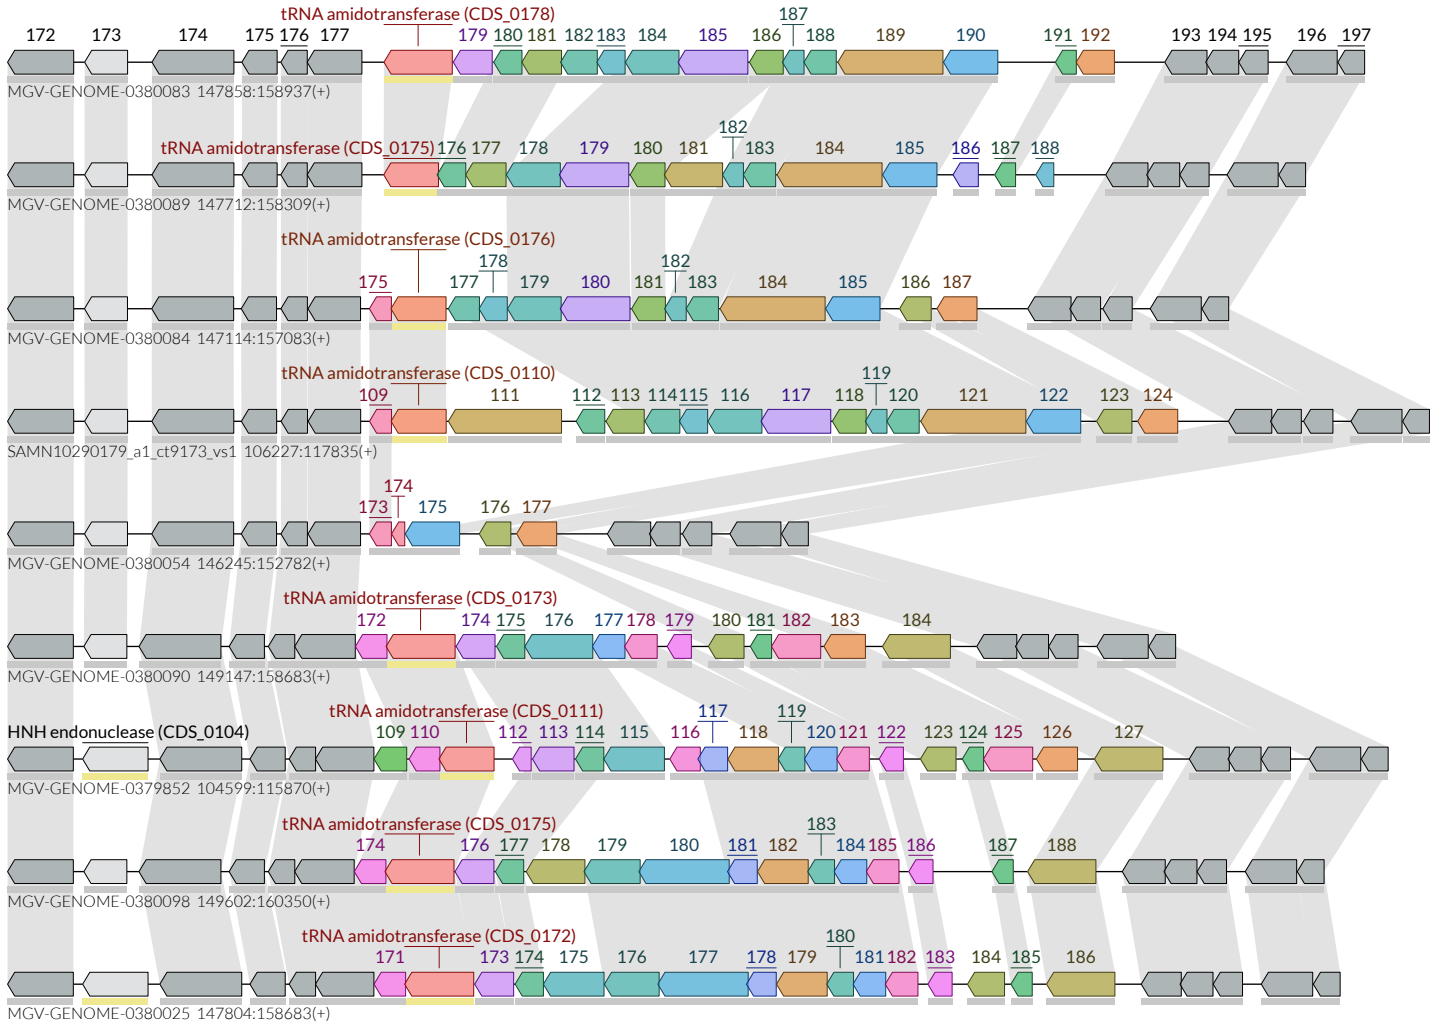 tRNA amidotransferase (CDS_0178)
187
172 173 174 175 176 177 179 180 181 182 183 184 185 186 188 189 190 191 192 193 194 195 196 197
MGV-GENOME-0380083 147858:158937(+)
182
tRNA amidotransferase (CDS_0175) 176 177 178 179 180 181 183 184 185 186 187 188
MGV-GENOME-0380089 147712:158309(+)
tRNA amidotransferase (CDS_0176)
178 182
175 177 179 180 181 183 184 185 186 187
MGV-GENOME-0380084 147114:157083(+)
tRNA amidotransferase (CDS_0110)
119
109 111 112 113 114 115 116 117 118 120 121 122 123 124
SAMN10290179_a1_ct9173_vs1 106227:117835(+)
174
173 175 176 177
MGV-GENOME-0380054 146245:152782(+)
tRNA amidotransferase (CDS_0173)
172 174 175 176 177 178 179 180 181 182 183 184
MGV-GENOME-0380090 149147:158683(+)
tRNA amidotransferase (CDS_0111)
117 119
HNH endonuclease (CDS_0104) 109 110 112 113 114 115 116 118 120 121 122 123 124 125 126 127
MGV-GENOME-0379852 104599:115870(+)
tRNA amidotransferase (CDS_0175)
183
174 176 177 178 179 180 181 182 184 185 186 187 188
MGV-GENOME-0380098 149602:160350(+)
tRNA amidotransferase (CDS_0172)
180
171 173 174 175 176 177 178 179 181 182 183 184 185 186
MGV-GENOME-0380025 147804:158683(+)